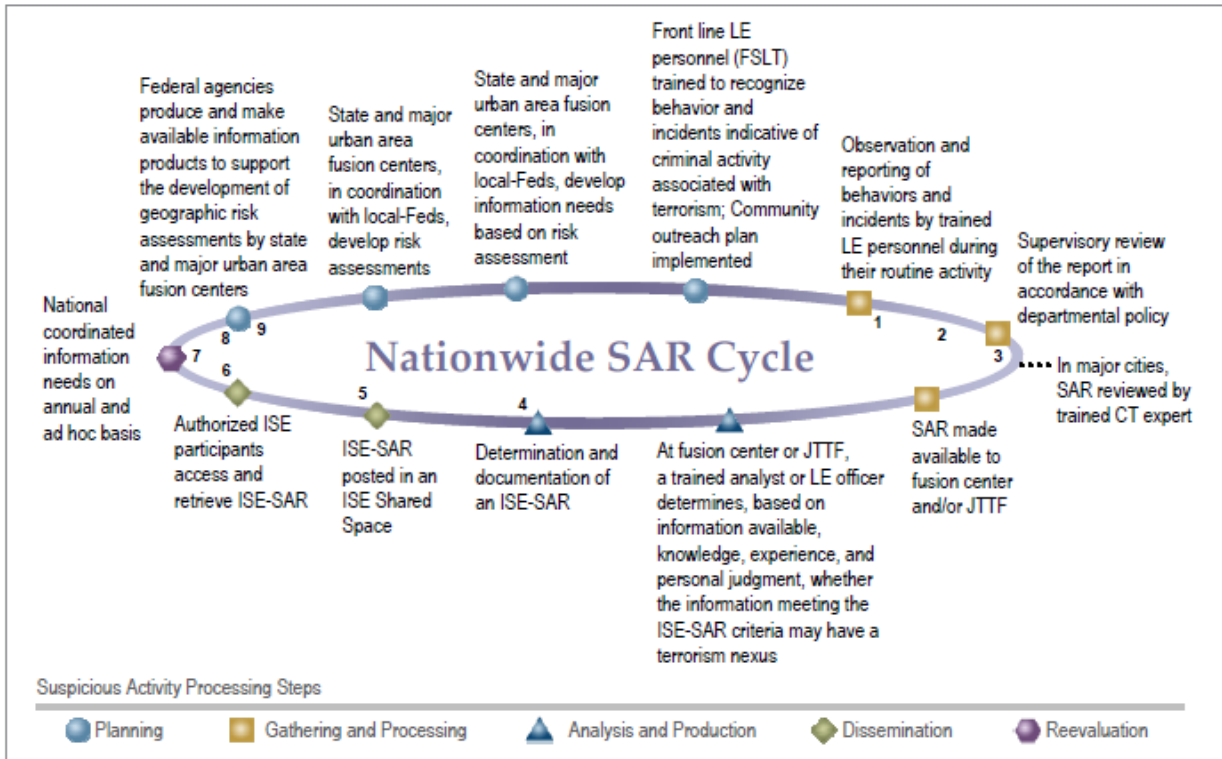 Federal agencies
produce and make
available information
products to support
the development of
geographic risk
assessments by state
and major urban area
fusion centers
State and major
urban area
fusion centers,
in coordination
with local-Feds,
develop risk
assessments
State and major
urban area fusion
centers, in
coordination with
local-Feds, develop
information needs
based on risk
assessment
Front line LE
personnel (FSLT)
trained to recognize
behavior and
incidents indicative of
criminal activity
associated with
terrorism; Community
outreach plan
implemented
Observation and
reporting of
behaviors and
incidents by trained
LE personnel during
their routine activity
Supervisory review
of the report in
accordance with
departmental policy
In major cities,
SAR reviewed by
trained CT expert
National
coordinated
information
needs on
annual and
ad hoc basis
Nationwide SAR Cycle
1
2
3
4
5
6
7
8
9
Authorized ISE
participants
access and
retrieve ISE-SAR
ISE-SAR
posted in an
ISE Shared
Space
Determination and
documentation of
an ISE-SAR
At fusion center or JTTF,
a trained analyst or LE officer
determines, based on
information available,
knowledge, experience, and
personal judgment, whether
the information meeting the
ISE-SAR criteria may have a
terrorism nexus
SAR made
available to
fusion center
and/or JTTF
Suspicious Activity Processing Steps
Planning
Gathering and Processing
Analysis and Production
Dissemination
Reevaluation